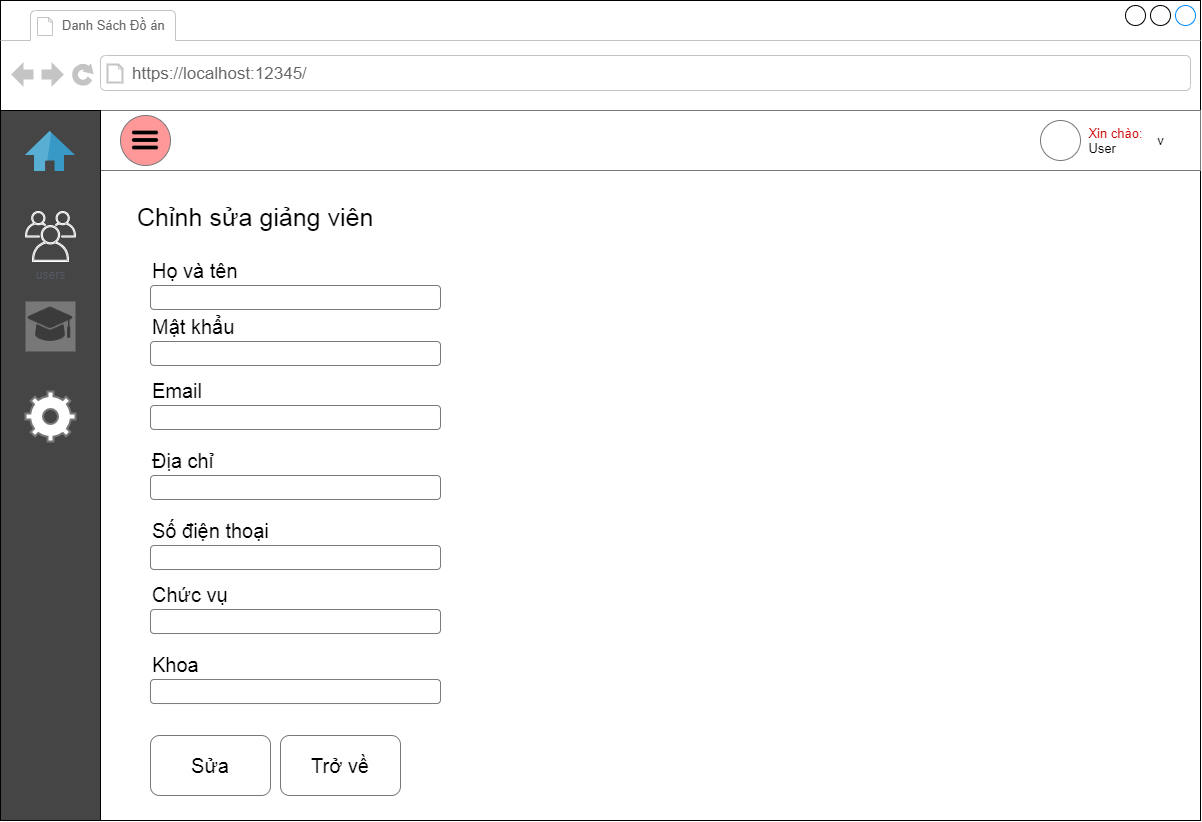 Danh Sách Đồ án
https://localhost:12345/
Xin chào:
User
v
users
Chỉnh sửa giảng viên
Họ và tên
Mật khẩu
Email
Địa chỉ
Số điện thoại
Chức vụ
Khoa
Sửa
Trở về